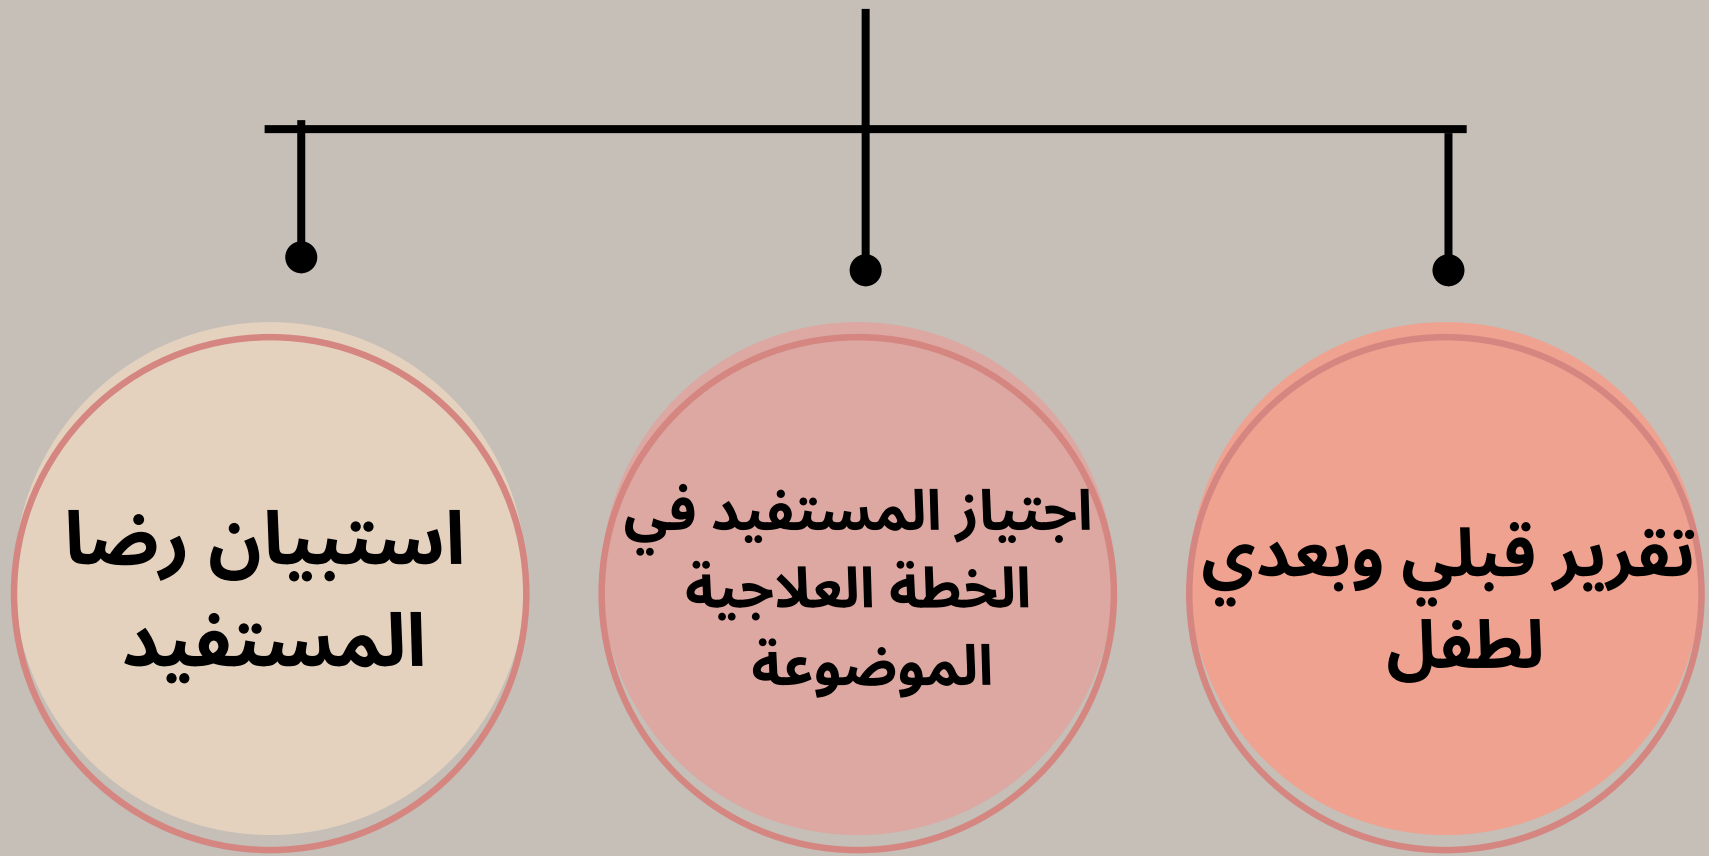 تقرير قبلي وبعدي
لطفل
اجتياز المستفيد في
الخطة العلاجية
الموضوعة
استبيان رضا
المستفيد